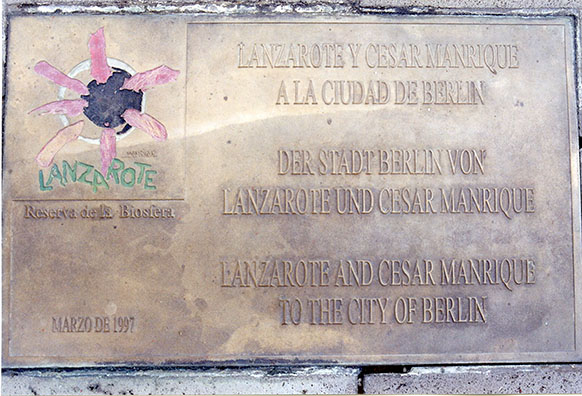 LANZAROTE
Reserva de la Biosfera
MARZO DE 1997
LANZAROTE Y CESAR MANRIQUE
A LA CIUDAD DE BERLIN
DER STADT BERLIN VON
LANZAROTE UND CESAR MANRIQUE
LANZAROTE AND CESAR MANRIQUE
TO THE CITY OF BERLIN